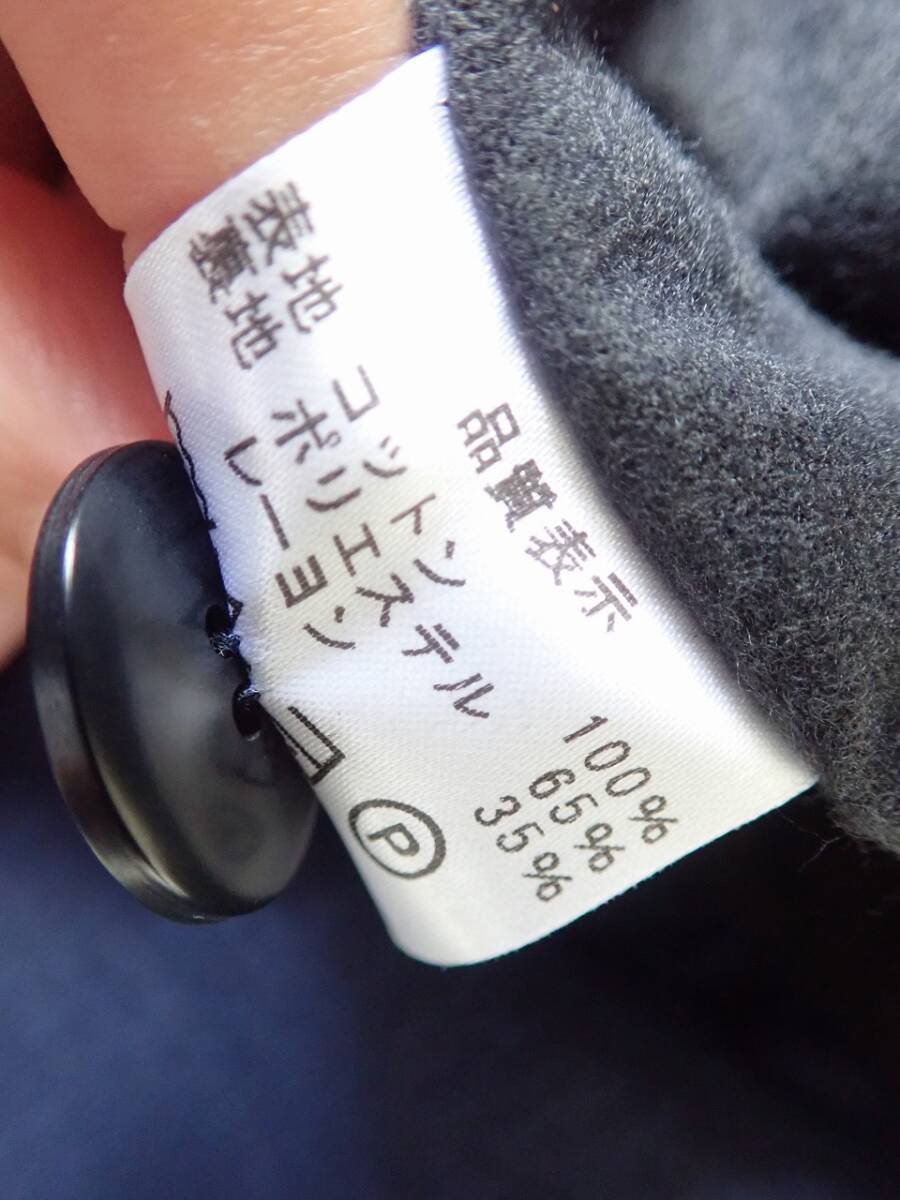 品質表示
表地 コットン 100%
裏地 ポリエステル 65%
レーヨン 35%
P